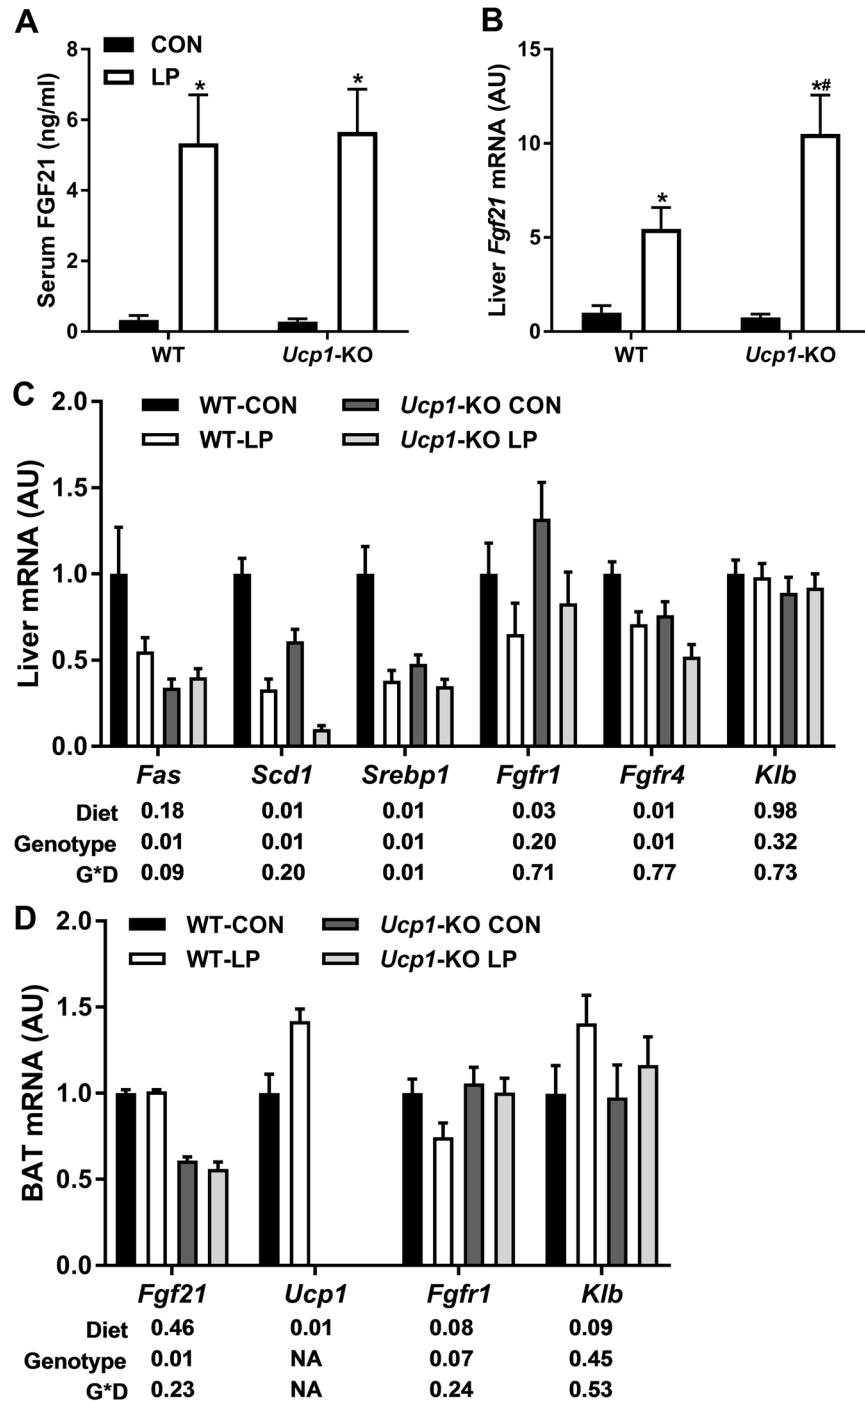 A
CON
LP
8
6
4
2
0
Serum FGF21 (ng/ml)
*
*
WT
Ucp1-KO
B
15
10
5
0
Liver Fgf21 mRNA (AU)
*
*#
WT
Ucp1-KO
C
WT-CON
Ucp1-KO CON
WT-LP
Ucp1-KO LP
2.0
1.5
1.0
0.5
0.0
Liver mRNA (AU)
Fas Scd1 Srebp1 Fgfr1 Fgfr4 Klb
Diet 0.18 0.01 0.01 0.03 0.01 0.98
Genotype 0.01 0.01 0.01 0.20 0.01 0.32
G*D 0.09 0.20 0.01 0.71 0.77 0.73
D
WT-CON
Ucp1-KO CON
WT-LP
Ucp1-KO LP
2.0
1.5
1.0
0.5
0.0
BAT mRNA (AU)
Fgf21 Ucp1 Fgfr1 Klb
Diet 0.46 0.01 0.08 0.09
Genotype 0.01 NA 0.07 0.45
G*D 0.23 NA 0.24 0.53